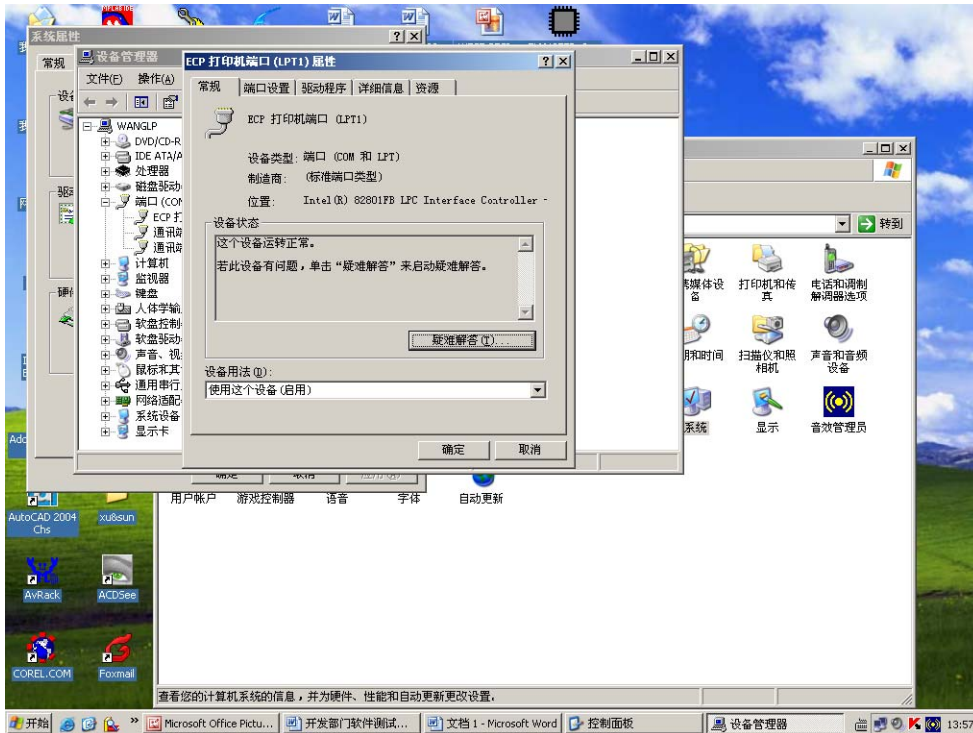 系统属性
常规
设备管理器
文件(F) 操作(A)
WANGLP
DVD/CD-R
IDE ATA/A
处理器
磁盘驱动
端口 (COM
ECP 打
通讯端
通讯端
计算机
监视器
键盘
人体学输
软盘控制
软盘驱动
声音、视
鼠标和其
通用串行
网络适配
系统设备
显示卡
ECP 打印机端口 (LPT1) 属性
常规 端口设置 驱动程序 详细信息 资源
ECP 打印机端口 (LPT1)
设备类型: 端口 (COM 和 LPT)
制造商: (标准端口类型)
位置: Intel(R) 82801FB LPC Interface Controller -
设备状态
这个设备运转正常。
若此设备有问题，单击“疑难解答”来启动疑难解答。
疑难解答(T)...
设备用法(D):
使用这个设备(启用)
确定 取消
转到
打印机和传真
电话和调制解调器选项
扫描仪和照相机
声音和音频设备
系统 显示 音效管理员
用户帐户 游戏控制器 语音 字体 自动更新
AutoCAD 2004
Chs
xu&sun
AvRack ACDSee
COREL.COM Foxmail
查看您的计算机系统的信息，并为硬件、性能和自动更新更改设置。
开始 Microsoft Office Pictu... 开发部门软件测试... 文档 1 - Microsoft Word 控制面板 设备管理器 13:57